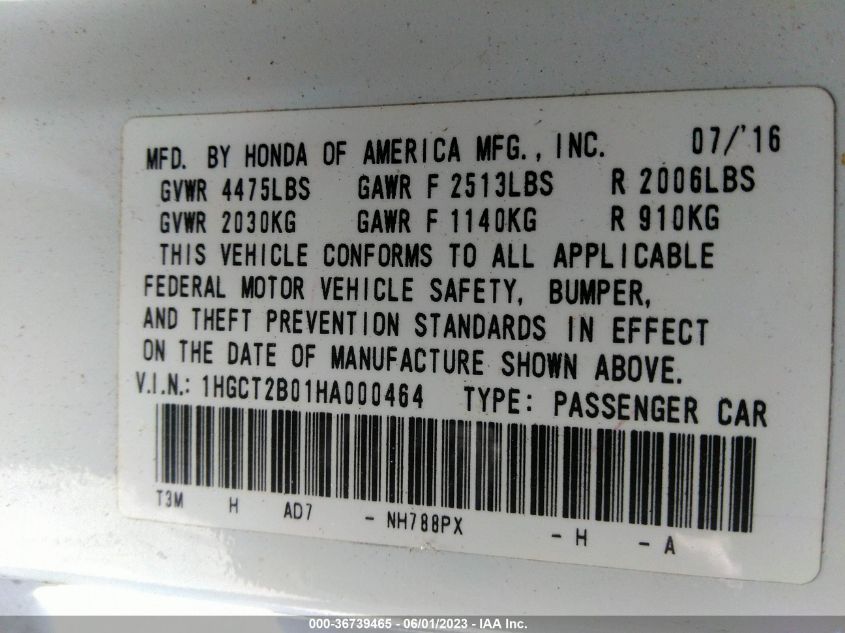 MFD. BY HONDA OF AMERICA MFG., INC. 07/'16
GVWR 4475LBS GAWR F 2513LBS R 2006LBS
GVWR 2030KG GAWR F 1140KG R 910KG
THIS VEHICLE CONFORMS TO ALL APPLICABLE
FEDERAL MOTOR VEHICLE SAFETY, BUMPER,
AND THEFT PREVENTION STANDARDS IN EFFECT
ON THE DATE OF MANUFACTURE SHOWN ABOVE.
V.I.N.: 1HGCT2B01HA000464 TYPE: PASSENGER CAR
T3M H AD7 - NH788PX - H - A
000-36739465 - 06/01/2023 - IAA Inc.